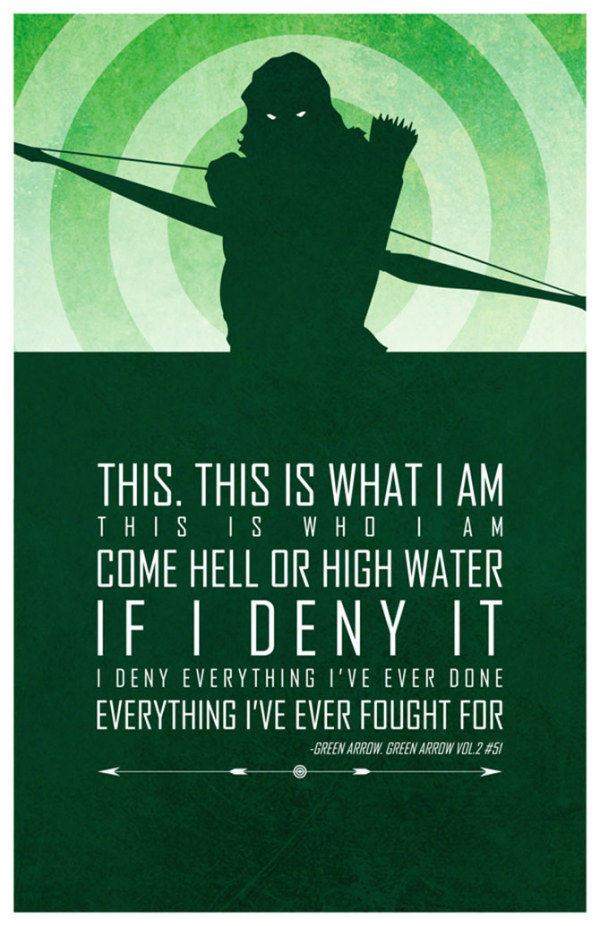 THIS. THIS IS WHAT I AM
THIS IS WHO I AM
COME HELL OR HIGH WATER
IF I DENY IT
I DENY EVERYTHING I'VE EVER DONE
EVERYTHING I'VE EVER FOUGHT FOR
-GREEN ARROW. GREEN ARROW VOL.2 #51